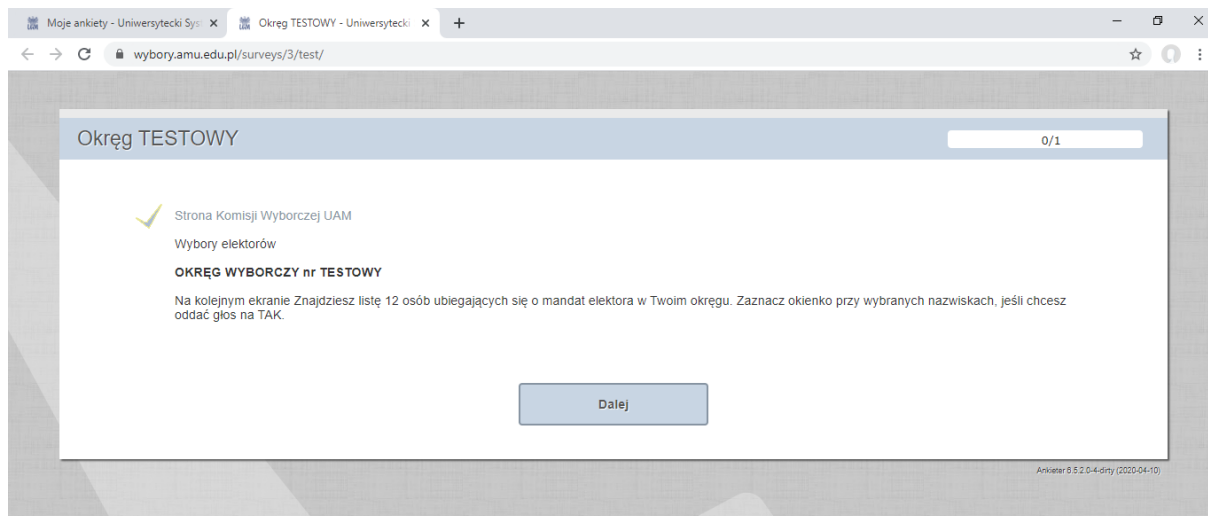 Moje ankiety - Uniwersytecki Sys
Okręg TESTOWY - Uniwersytecki
wybory.amu.edu.pl/surveys/3/test/
Okręg TESTOWY
0/1
Strona Komisji Wyborczej UAM
Wybory elektorów
OKRĘG WYBORCZY nr TESTOWY
Na kolejnym ekranie Znajdziesz listę 12 osób ubiegających się o mandat elektora w Twoim okręgu. Zaznacz okienko przy wybranych nazwiskach, jeśli chcesz
oddać głos na TAK.
Dalej
Ankieter 6.5.2.0-4-dirty (2020-04-10)